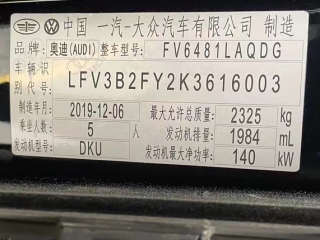 中国 一汽-大众汽车有限公司 制造
品牌 奥迪(AUDI) 整车型号 FV6481LAQDG
车辆识别代号 LFV3B2FY2K3616003
制造年月 2019-12-06 最大允许总质量 2325 kg
乘坐人数 5 人 发动机排量 1984 mL
发动机型号 DKU 发动机最大净功率 140 kW